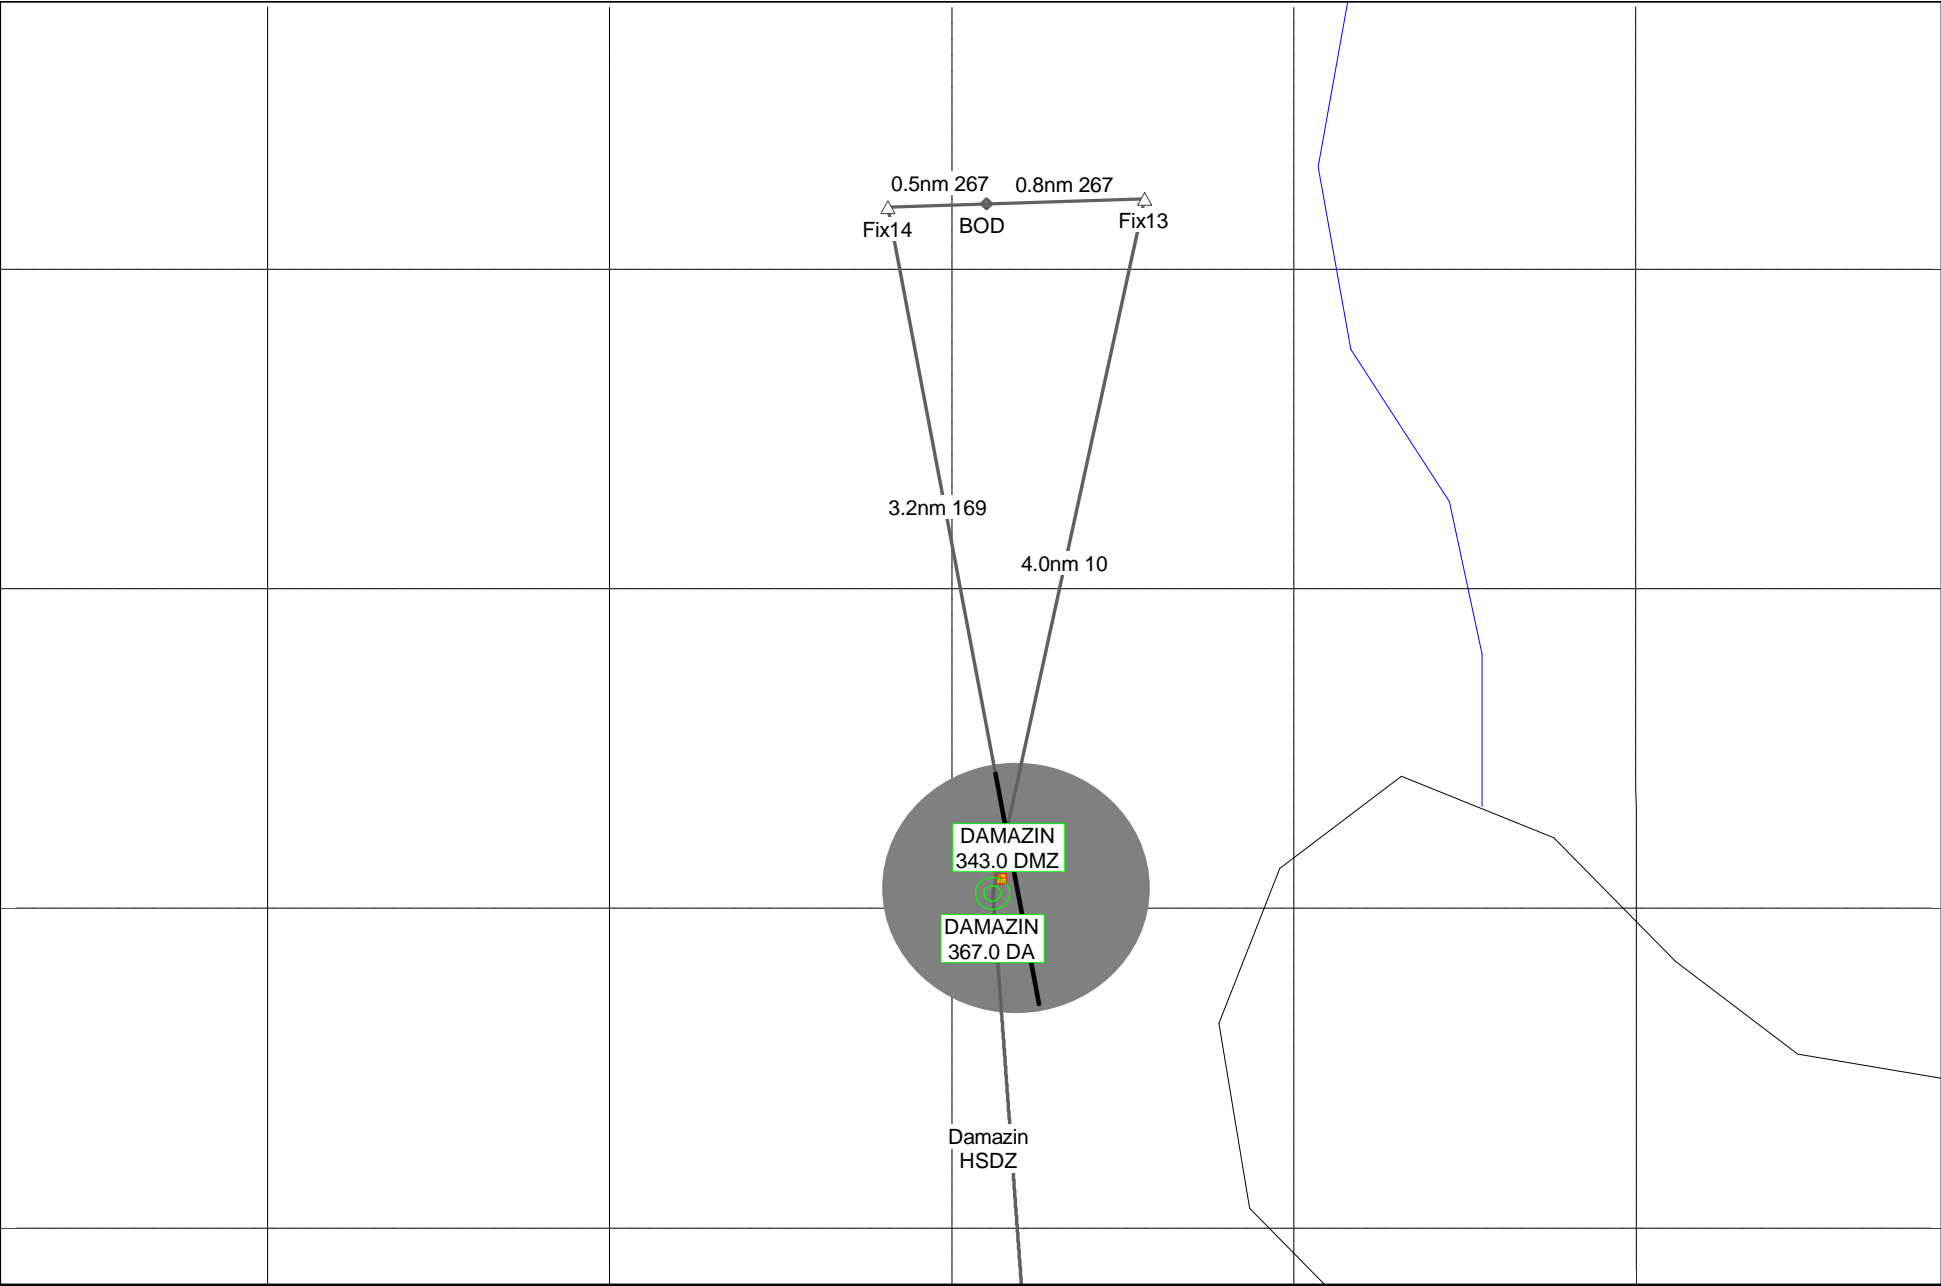 0.5nm 267
0.8nm 267
Fix14
BOD
Fix13
3.2nm 169
4.0nm 10
DAMAZIN
343.0 DMZ
DAMAZIN
367.0 DA
Damazin
HSDZ